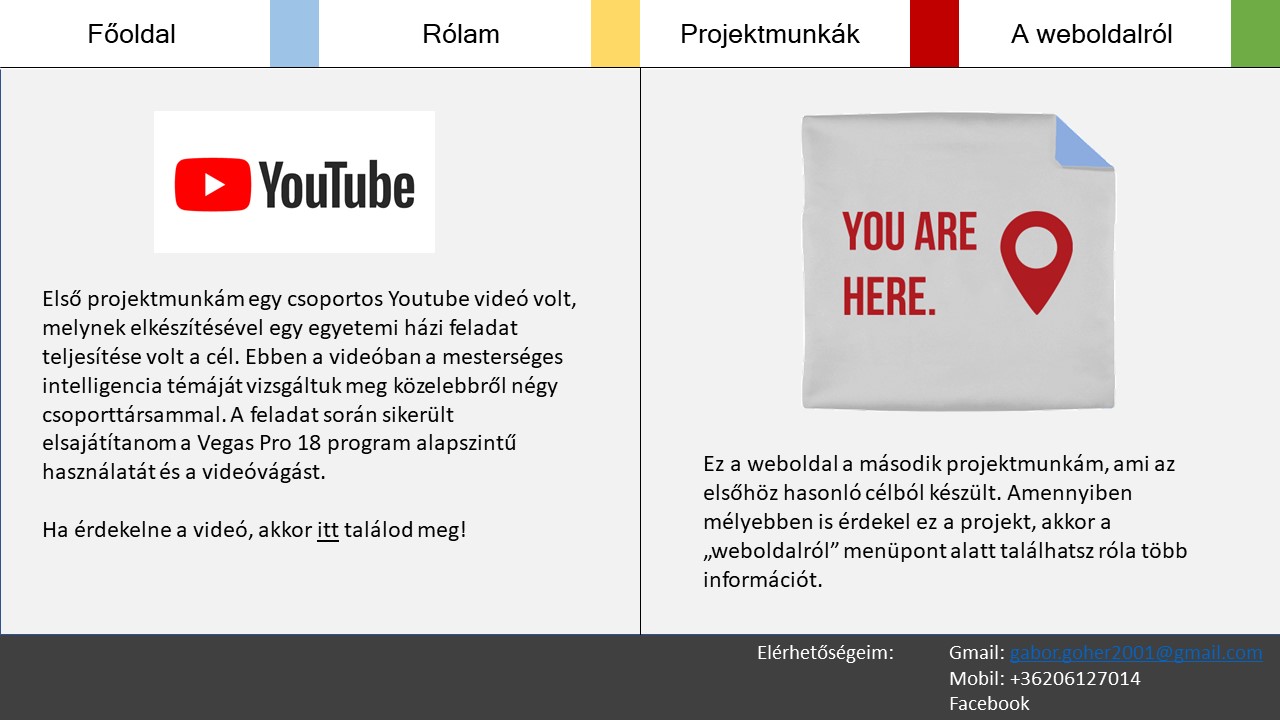 Főoldal
Rólam
Projektmunkák
A weboldalról
YouTube
Első projektmunkám egy csoportos Youtube videó volt,
melynek elkészítésével egy egyetemi házi feladat
teljesítése volt a cél. Ebben a videóban a mesterséges
intelligencia témáját vizsgáltuk meg közelebbről négy
csoporttársammal. A feladat során sikerült
elsajátítanom a Vegas Pro 18 program alapszintű
használatát és a videóvágást.
Ha érdekelne a videó, akkor itt találod meg!
YOU ARE
HERE.
Ez a weboldal a második projektmunkám, ami az
elsőhöz hasonló célból készült. Amennyiben
mélyebben is érdekel ez a projekt, akkor a
„weboldalról” menüpont alatt találhatsz róla több
információt.
Elérhetőségeim:
Gmail: gabor.goher2001@gmail.com
Mobil: +36206127014
Facebook